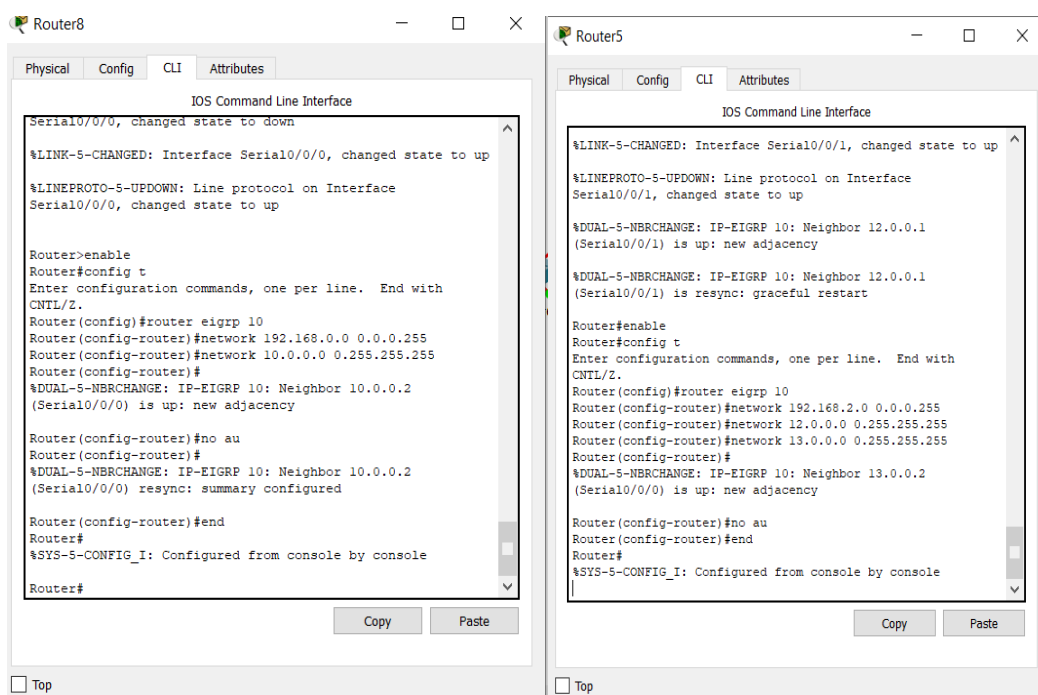 Router8
Physical Config CLI Attributes
IOS Command Line Interface
Serial0/0/0, changed state to down
%LINK-5-CHANGED: Interface Serial0/0/0, changed state to up
%LINEPROTO-5-UPDOWN: Line protocol on Interface
Serial0/0/0, changed state to up
Router>enable
Router#config t
Enter configuration commands, one per line.  End with
CNTL/Z.
Router(config)#router eigrp 10
Router(config-router)#network 192.168.0.0 0.0.0.255
Router(config-router)#network 10.0.0.0 0.255.255.255
Router(config-router)#
%DUAL-5-NBRCHANGE: IP-EIGRP 10: Neighbor 10.0.0.2
(Serial0/0/0) is up: new adjacency
Router(config-router)#no au
Router(config-router)#
%DUAL-5-NBRCHANGE: IP-EIGRP 10: Neighbor 10.0.0.2
(Serial0/0/0) resync: summary configured
Router(config-router)#end
Router#
%SYS-5-CONFIG_I: Configured from console by console
Router#
Copy Paste
Top
Router5
Physical Config CLI Attributes
IOS Command Line Interface
%LINK-5-CHANGED: Interface Serial0/0/1, changed state to up
%LINEPROTO-5-UPDOWN: Line protocol on Interface
Serial0/0/1, changed state to up
%DUAL-5-NBRCHANGE: IP-EIGRP 10: Neighbor 12.0.0.1
(Serial0/0/1) is up: new adjacency
%DUAL-5-NBRCHANGE: IP-EIGRP 10: Neighbor 12.0.0.1
(Serial0/0/1) is resync: graceful restart
Router#enable
Router#config t
Enter configuration commands, one per line.  End with
CNTL/Z.
Router(config)#router eigrp 10
Router(config-router)#network 192.168.2.0 0.0.0.255
Router(config-router)#network 12.0.0.0 0.255.255.255
Router(config-router)#network 13.0.0.0 0.255.255.255
Router(config-router)#
%DUAL-5-NBRCHANGE: IP-EIGRP 10: Neighbor 13.0.0.2
(Serial0/0/0) is up: new adjacency
Router(config-router)#no au
Router(config-router)#end
Router#
%SYS-5-CONFIG_I: Configured from console by console
Copy Paste
Top